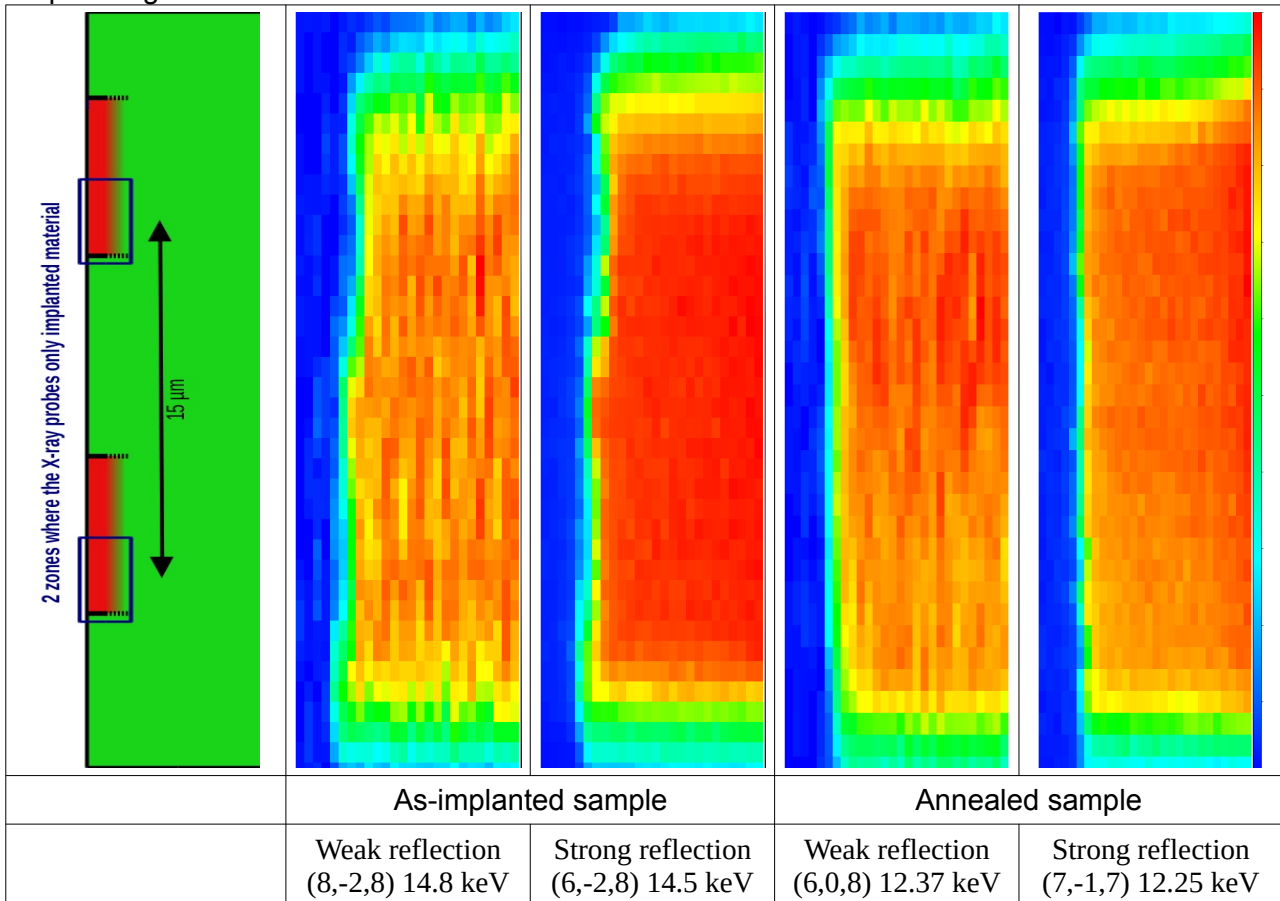 2 zones where the X-ray probes only implanted material
15 µm
As-implanted sample
Annealed sample
Weak reflection
(8,-2,8) 14.8 keV
Strong reflection
(6,-2,8) 14.5 keV
Weak reflection
(6,0,8) 12.37 keV
Strong reflection
(7,-1,7) 12.25 keV